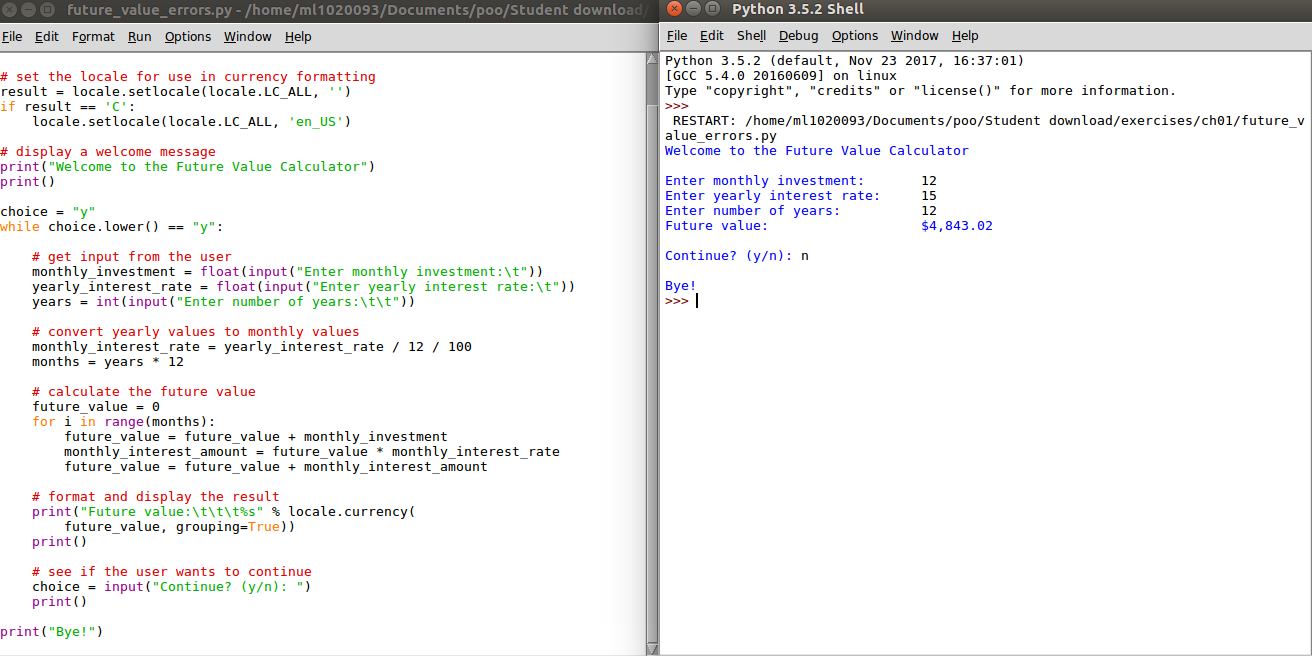 future_value_errors.py - /home/ml1020093/Documents/poo/Student download/
File Edit Format Run Options Window Help
# set the locale for use in currency formatting
result = locale.setlocale(locale.LC_ALL, '')
if result == 'C':
    locale.setlocale(locale.LC_ALL, 'en_US')

# display a welcome message
print("Welcome to the Future Value Calculator")
print()

choice = "y"
while choice.lower() == "y":

    # get input from the user
    monthly_investment = float(input("Enter monthly investment:\t"))
    yearly_interest_rate = float(input("Enter yearly interest rate:\t"))
    years = int(input("Enter number of years:\t\t"))

    # convert yearly values to monthly values
    monthly_interest_rate = yearly_interest_rate / 12 / 100
    months = years * 12

    # calculate the future value
    future_value = 0
    for i in range(months):
        future_value = future_value + monthly_investment
        monthly_interest_amount = future_value * monthly_interest_rate
        future_value = future_value + monthly_interest_amount

    # format and display the result
    print("Future value:\t\t\t%s" % locale.currency(
        future_value, grouping=True))
    print()

    # see if the user wants to continue
    choice = input("Continue? (y/n): ")
    print()

print("Bye!")
Python 3.5.2 Shell
File Edit Shell Debug Options Window Help
Python 3.5.2 (default, Nov 23 2017, 16:37:01)
[GCC 5.4.0 20160609] on linux
Type "copyright", "credits" or "license()" for more information.
>>>
 RESTART: /home/ml1020093/Documents/poo/Student download/exercises/ch01/future_v
alue_errors.py
Welcome to the Future Value Calculator

Enter monthly investment:       12
Enter yearly interest rate:     15
Enter number of years:          12
Future value:                   $4,843.02

Continue? (y/n): n

Bye!
>>>